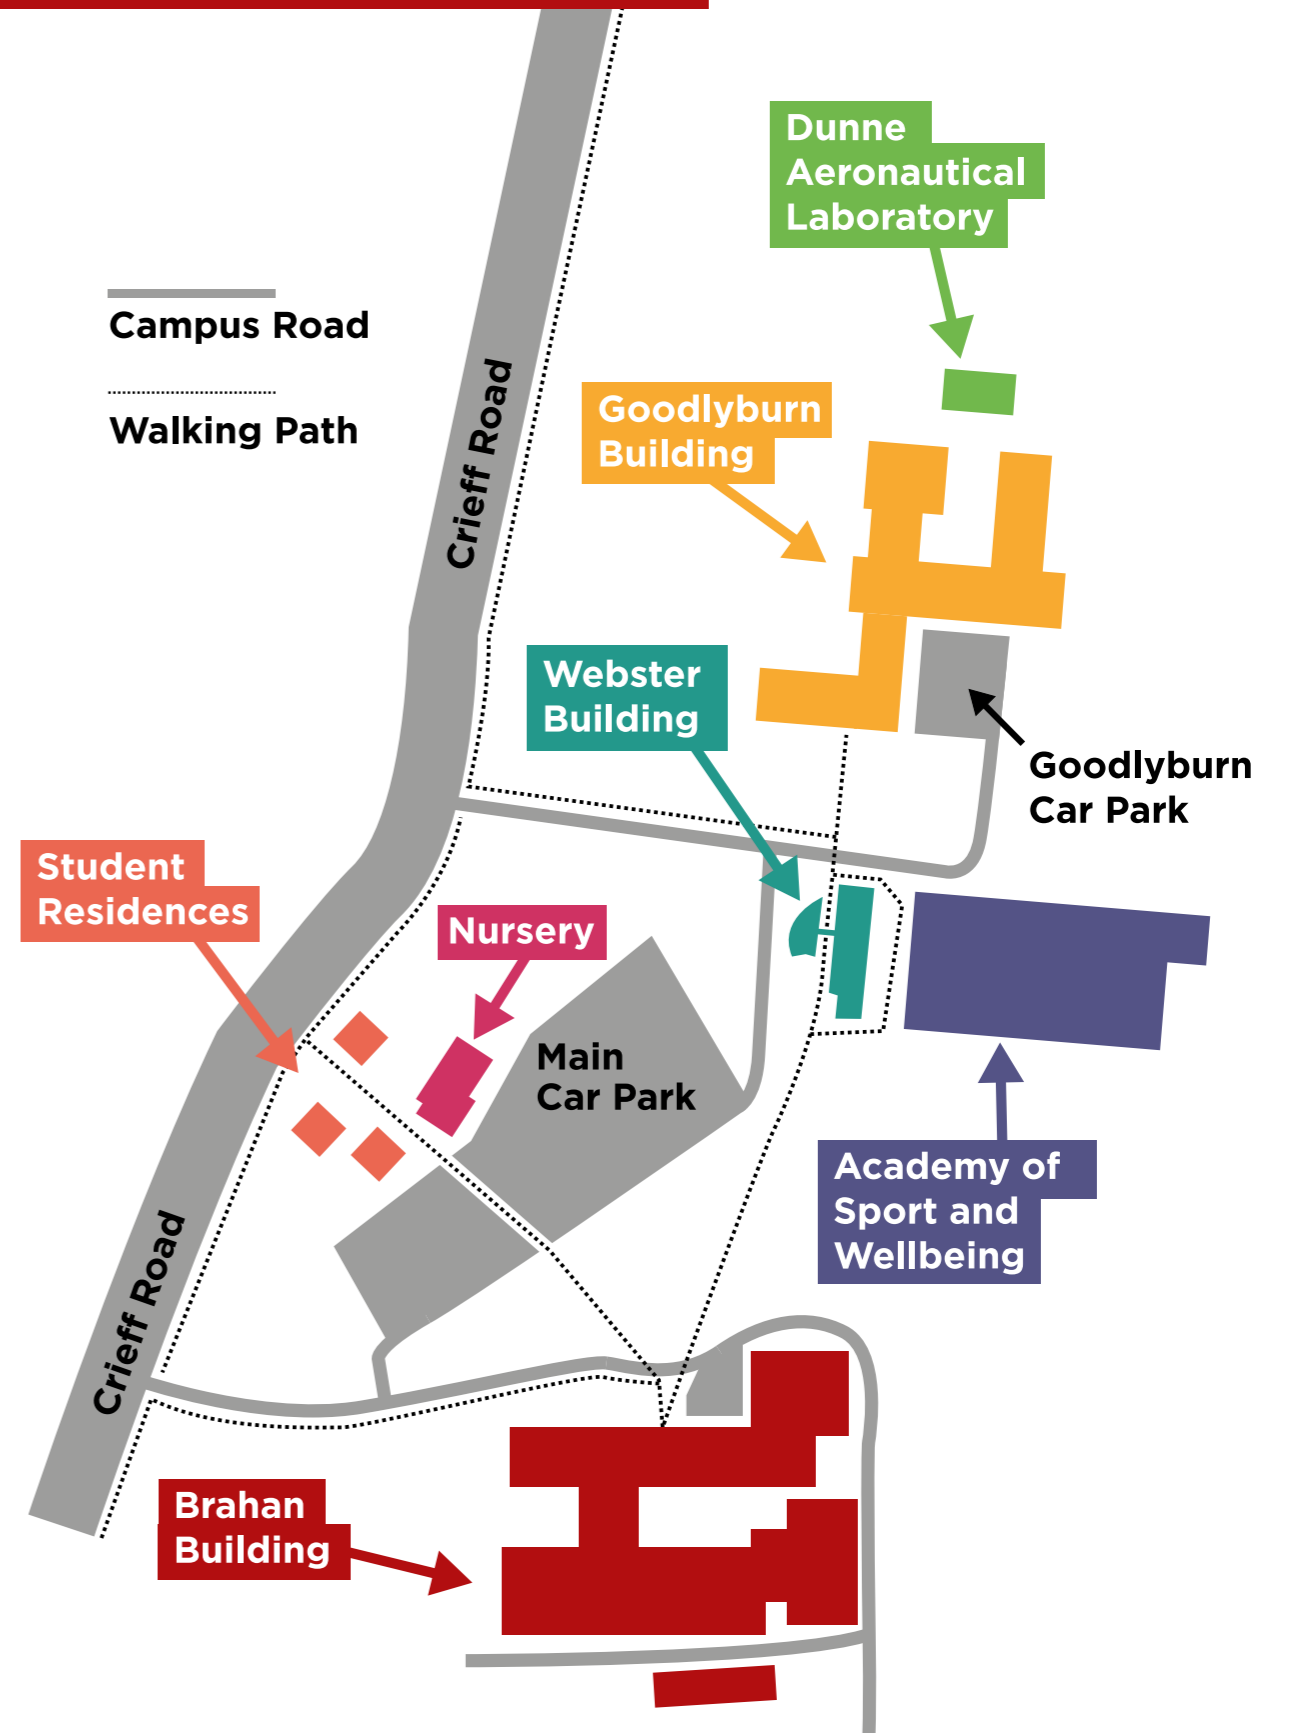 Dunne
Aeronautical
Laboratory
Campus Road
Walking Path
Crieff Road
Goodlyburn
Building
Webster
Building
Goodlyburn
Car Park
Student
Residences
Nursery
Main
Car Park
Academy of
Sport and
Wellbeing
Crieff Road
Brahan
Building